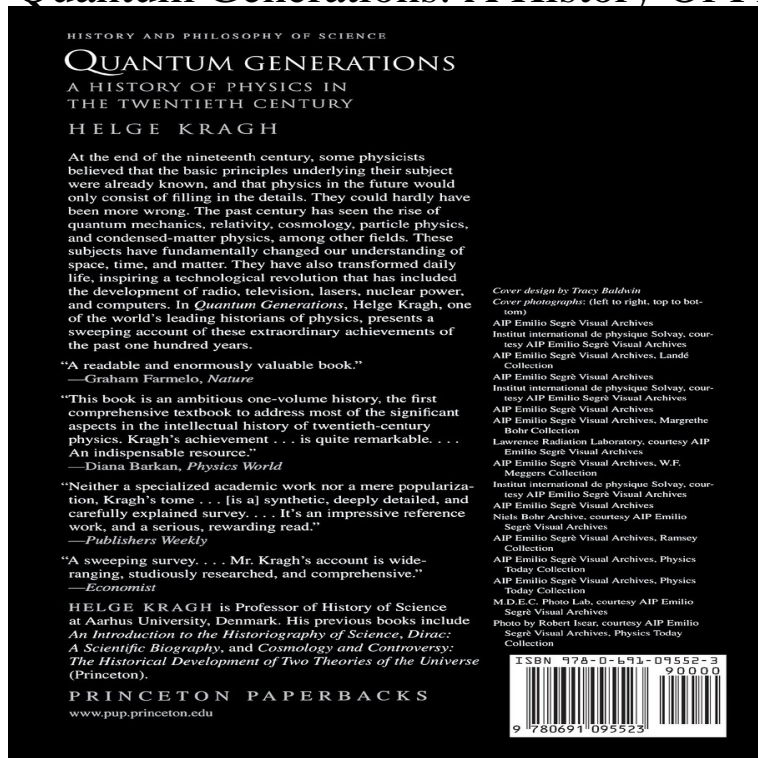 Quantum Generations: A History Of
HISTORY AND PHILOSOPHY OF SCIENCE
QUANTUM GENERATIONS
A HISTORY OF PHYSICS IN
THE TWENTIETH CENTURY
HELGE KRAGH
At the end of the nineteenth century, some physicists
believed that the basic principles underlying their subject
were already known, and that physics in the future would
only consist of filling in the details. They could hardly have
been more wrong. The past century has seen the rise of
quantum mechanics, relativity, cosmology, particle physics,
and condensed-matter physics, among other fields. These
subjects have fundamentally changed our understanding of
space, time, and matter. They have also transformed daily
life, inspiring a technological revolution that has included
the development of radio, television, lasers, nuclear power,
and computers. In Quantum Generations, Helge Kragh, one
of the world's leading historians of physics, presents a
sweeping account of these extraordinary achievements of
the past one hundred years.
“A readable and enormously valuable book.”
—Graham Farmelo, Nature
“This book is an ambitious one-volume history, the first
comprehensive textbook to address most of the significant
aspects in the intellectual history of twentieth-century
physics. Kragh's achievement . . . is quite remarkable. . . .
An indispensable resource.”
—Diana Barkan, Physics World
“Neither a specialized academic work nor a mere populariza-
tion, Kragh's tome . . . [is a] synthetic, deeply detailed, and
carefully explained survey. . . . It's an impressive reference
work, and a serious, rewarding read.”
—Publishers Weekly
“A sweeping survey. . . . Mr. Kragh's account is wide-
ranging, studiously researched, and comprehensive.”
—Economist
HELGE KRAGH is Professor of History of Science
at Aarhus University, Denmark. His previous books include
An Introduction to the Historiography of Science, Dirac:
A Scientific Biography, and Cosmology and Controversy:
The Historical Development of Two Theories of the Universe
(Princeton).
PRINCETON PAPERBACKS
www.pup.princeton.edu
Cover design by Tracy Baldwin
Cover photographs: (left to right, top to bot-
tom)
AIP Emilio Segrè Visual Archives
Institut international de physique Solvay, cour-
tesy AIP Emilio Segrè Visual Archives
AIP Emilio Segrè Visual Archives, Landé
Collection
AIP Emilio Segrè Visual Archives
Institut international de physique Solvay, cour-
tesy AIP Emilio Segrè Visual Archives
AIP Emilio Segrè Visual Archives
AIP Emilio Segrè Visual Archives, Margrethe
Bohr Collection
Lawrence Radiation Laboratory, courtesy AIP
Emilio Segrè Visual Archives
AIP Emilio Segrè Visual Archives, W.F.
Meggers Collection
Institut international de physique Solvay, cour-
tesy AIP Emilio Segrè Visual Archives
AIP Emilio Segrè Visual Archives
Niels Bohr Archive, courtesy AIP Emilio
Segrè Visual Archives
AIP Emilio Segrè Visual Archives, Ramsey
Collection
AIP Emilio Segrè Visual Archives, Physics
Today Collection
AIP Emilio Segrè Visual Archives, Physics
Today Collection
M.D.E.C. Photo Lab, courtesy AIP Emilio
Segrè Visual Archives
Photo by Robert Iscar, courtesy AIP Emilio
Segrè Visual Archives, Physics Today
Collection
ISBN 978-0-691-09552-3
90000
9 780691 095523